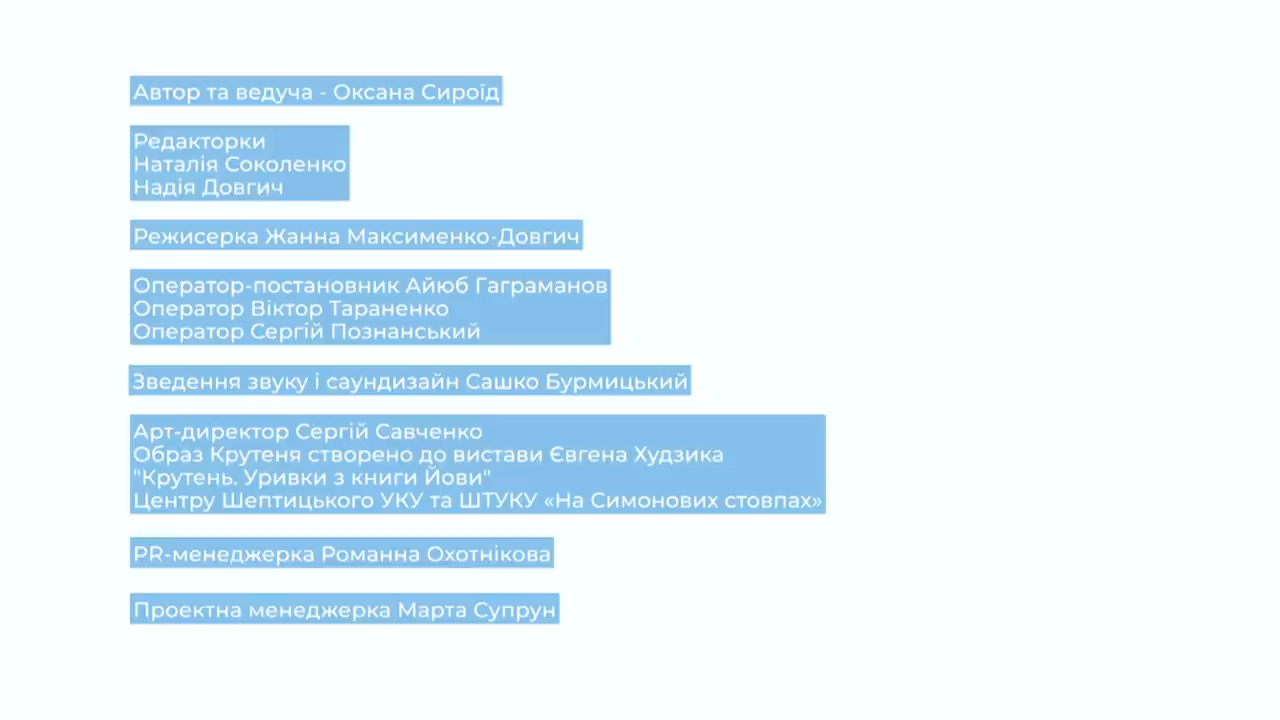 Автор та ведуча - Оксана Сироїд
Редакторки
Наталія Соколенко
Надія Довгич
Режисерка Жанна Максименко-Довгич
Оператор-постановник Айюб Гаграманов
Оператор Віктор Тараненко
Оператор Сергій Познанський
Зведення звуку і саундизайн Сашко Бурмицький
Арт-директор Сергій Савченко
Образ Крутеня створено до вистави Євгена Худзика
"Крутень. Уривки з книги Йови"
Центру Шептицького УКУ та ШТУКУ «На Симонових стовпах»
PR-менеджерка Романна Охотнікова
Проектна менеджерка Марта Супрун